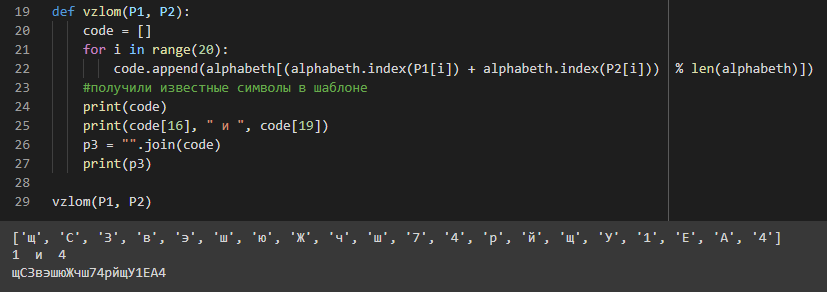 19 def vzlom(P1, P2):
20     code = []
21     for i in range(20):
22         code.append(alphabeth[(alphabeth.index(P1[i]) + alphabeth.index(P2[i])) % len(alphabeth)])
23     #получили известные символы в шаблоне
24     print(code)
25     print(code[16], " и ", code[19])
26     p3 = "".join(code)
27     print(p3)
28
29 vzlom(P1, P2)
['щ', 'С', 'З', 'в', 'э', 'ш', 'ю', 'Ж', 'ч', 'ш', '7', '4', 'р', 'й', 'щ', 'У', '1', 'Е', 'А', '4']
1  и  4
щСЗвэшюЖчш74рйщУ1ЕА4